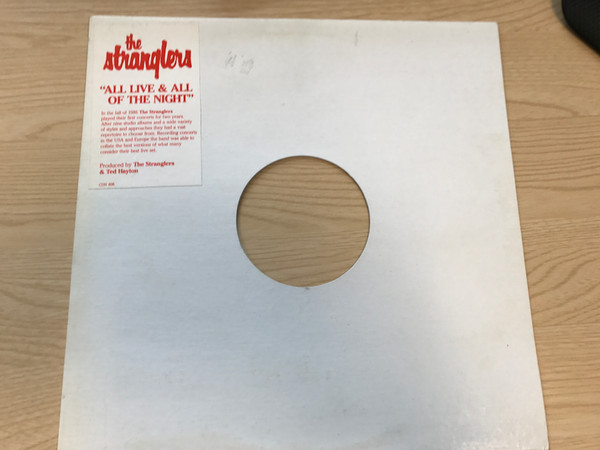 the
stranglers
"ALL LIVE & ALL
OF THE NIGHT"
In the fall of 1986 The Stranglers
played their first concerts for two years.
After nine studio albums and a wide variety
of styles and approaches they had a vast
repertoire to choose from. Recording concerts
in the USA and Europe the band was able to
collate the best versions of what many
consider their best live set.
Produced by The Stranglers
& Ted Hayton